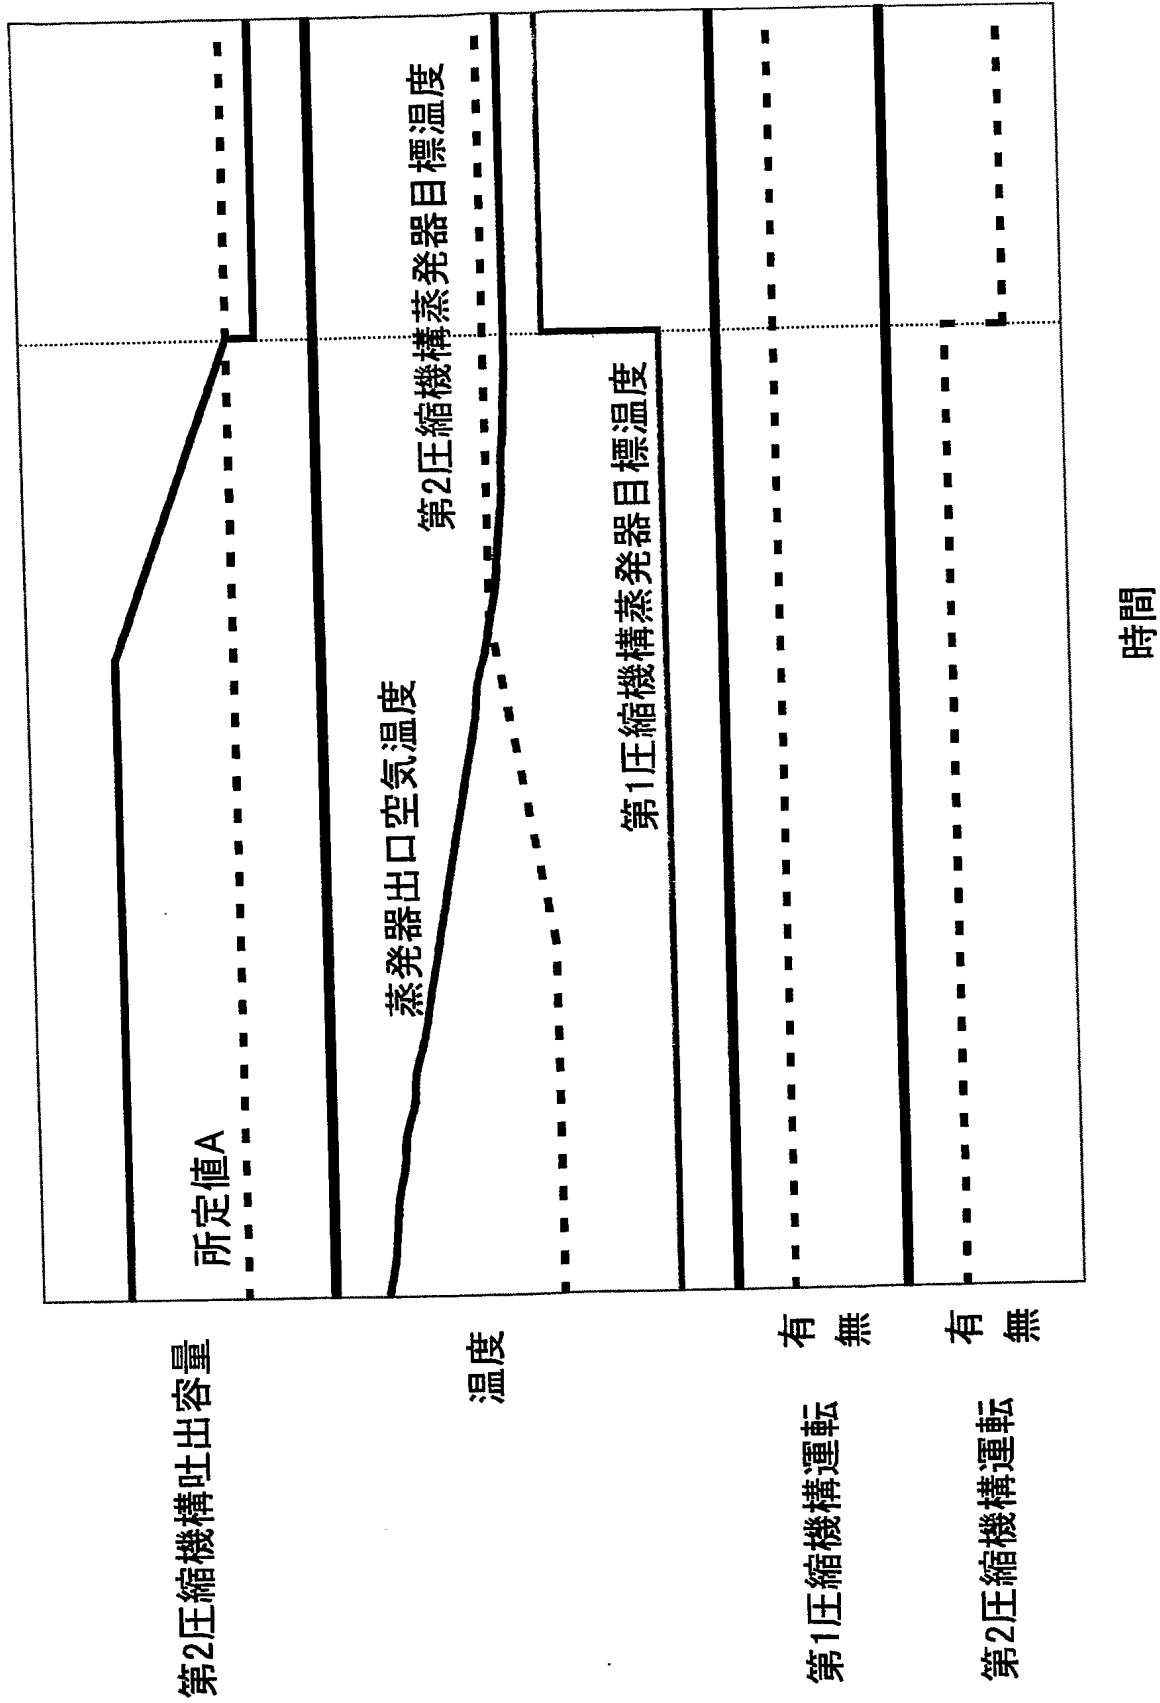 第2圧縮機構吐出容量
所定値A
温度
蒸発器出口空気温度
第2圧縮機構蒸発器目標温度
第1圧縮機構蒸発器目標温度
第1圧縮機構運転
有
無
第2圧縮機構運転
有
無
時間